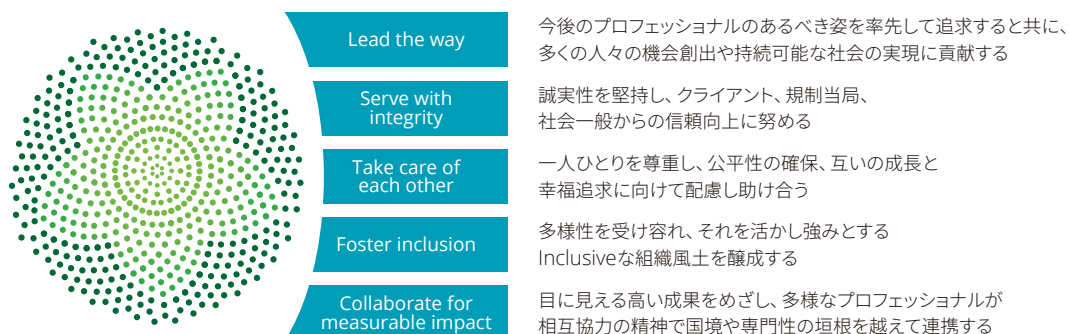 Lead the way
今後のプロフェッショナルのあるべき姿を率先して追求すると共に、
多くの人々の機会創出や持続可能な社会の実現に貢献する
Serve with
integrity
誠実性を堅持し、クライアント、規制当局、
社会一般からの信頼向上に努める
Take care of
each other
一人ひとりを尊重し、公平性の確保、互いの成長と
幸福追求に向けて配慮し助け合う
Foster inclusion
多様性を受け容れ、それを活かし強みとする
Inclusiveな組織風土を醸成する
Collaborate for
measurable impact
目に見える高い成果をめざし、多様なプロフェッショナルが
相互協力の精神で国境や専門性の垣根を越えて連携する